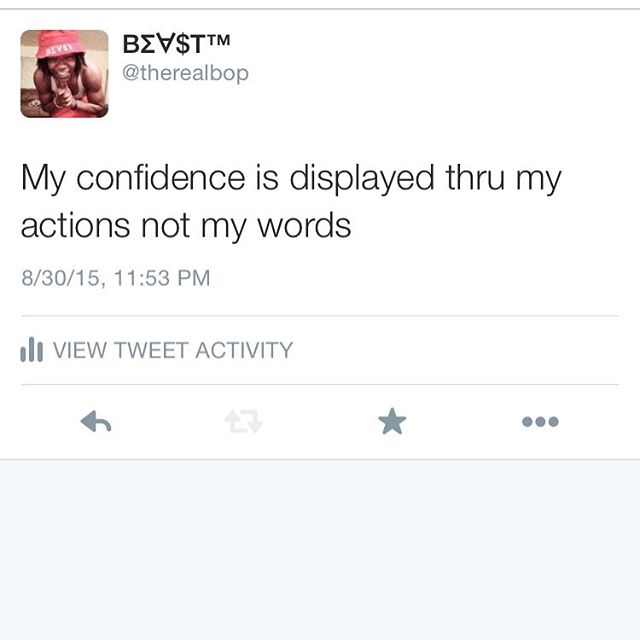 BΣ∀$T™
@therealbop
My confidence is displayed thru my
actions not my words
8/30/15, 11:53 PM
VIEW TWEET ACTIVITY